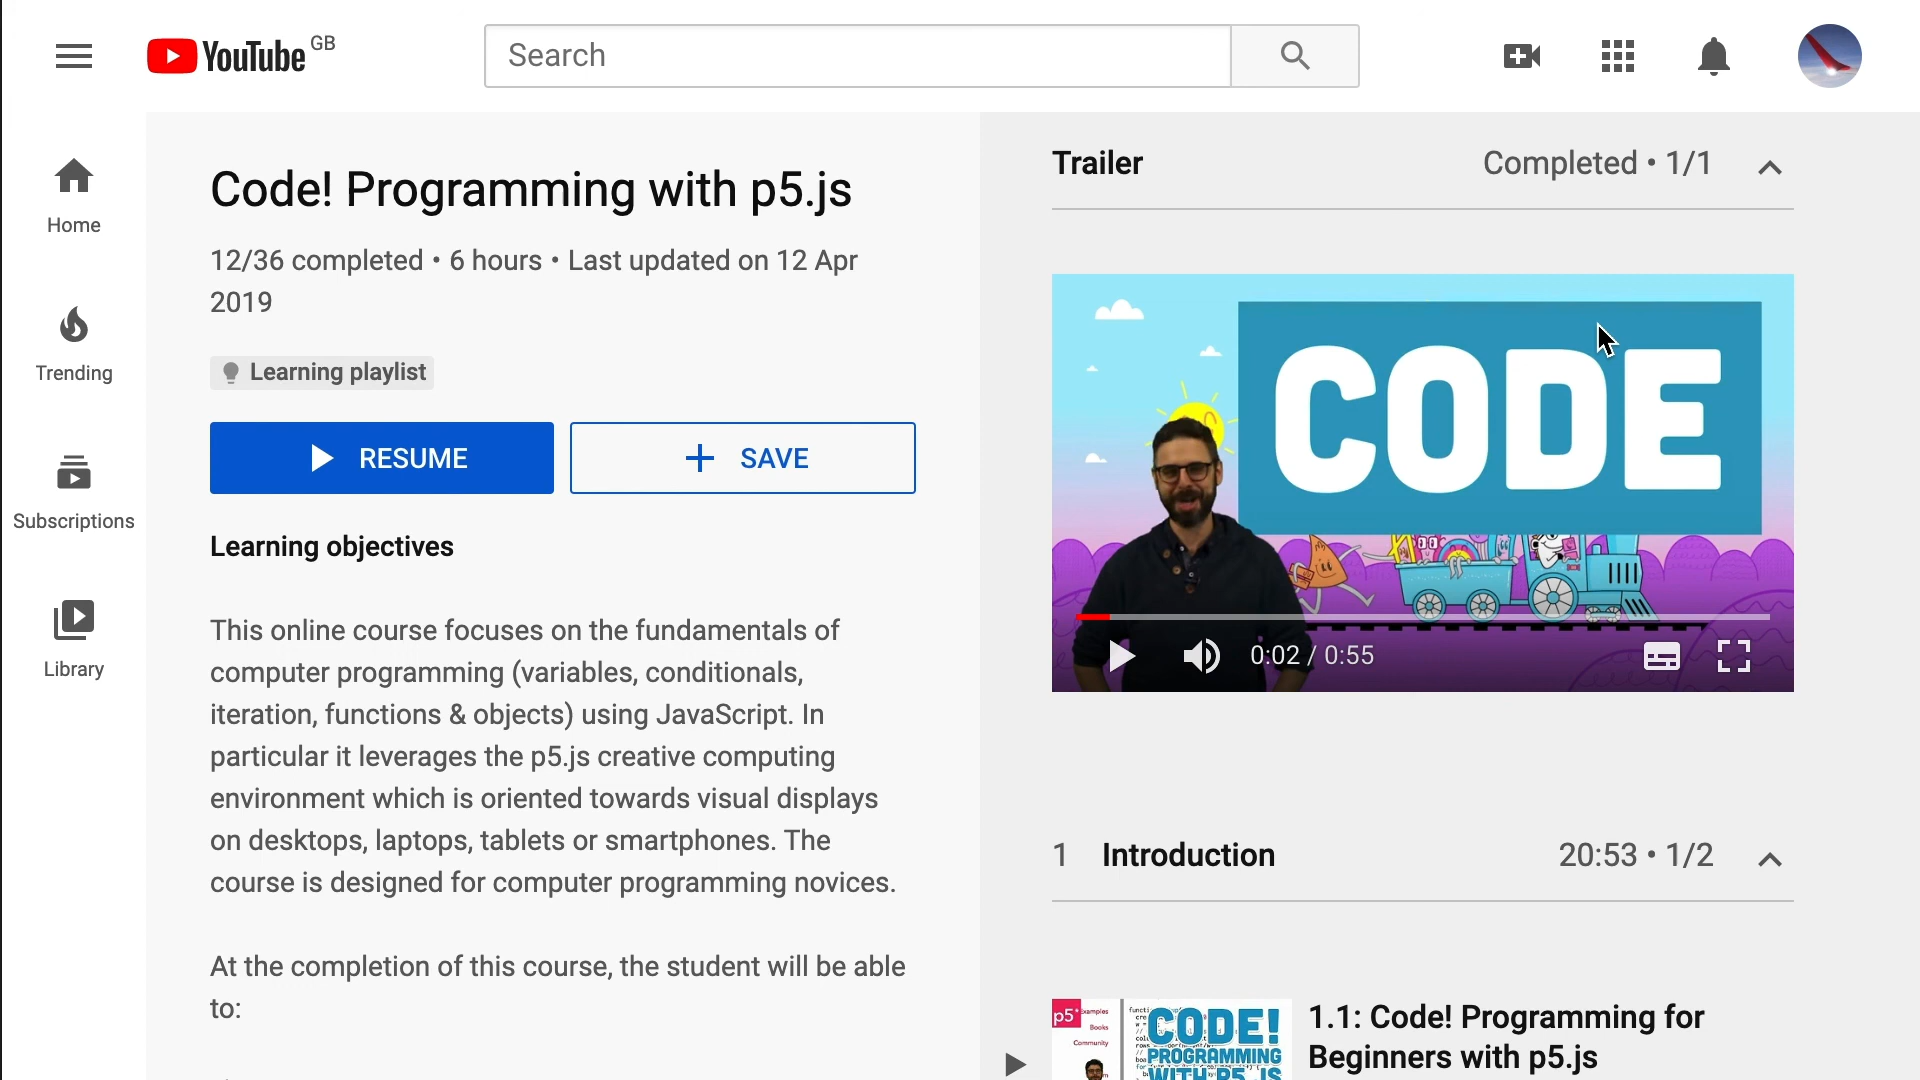 YouTube GB
Search
Home
Trending
Subscriptions
Library
Code! Programming with p5.js
12/36 completed • 6 hours • Last updated on 12 Apr
2019
Learning playlist
RESUME
SAVE
Learning objectives
This online course focuses on the fundamentals of
computer programming (variables, conditionals,
iteration, functions & objects) using JavaScript. In
particular it leverages the p5.js creative computing
environment which is oriented towards visual displays
on desktops, laptops, tablets or smartphones. The
course is designed for computer programming novices.
At the completion of this course, the student will be able
to:
Trailer
Completed • 1/1
CODE
0:02 / 0:55
1 Introduction
20:53 • 1/2
p5*
Books
Community
CODE!
PROGRAMMING
WITH P5.JS
1.1: Code! Programming for
Beginners with p5.js